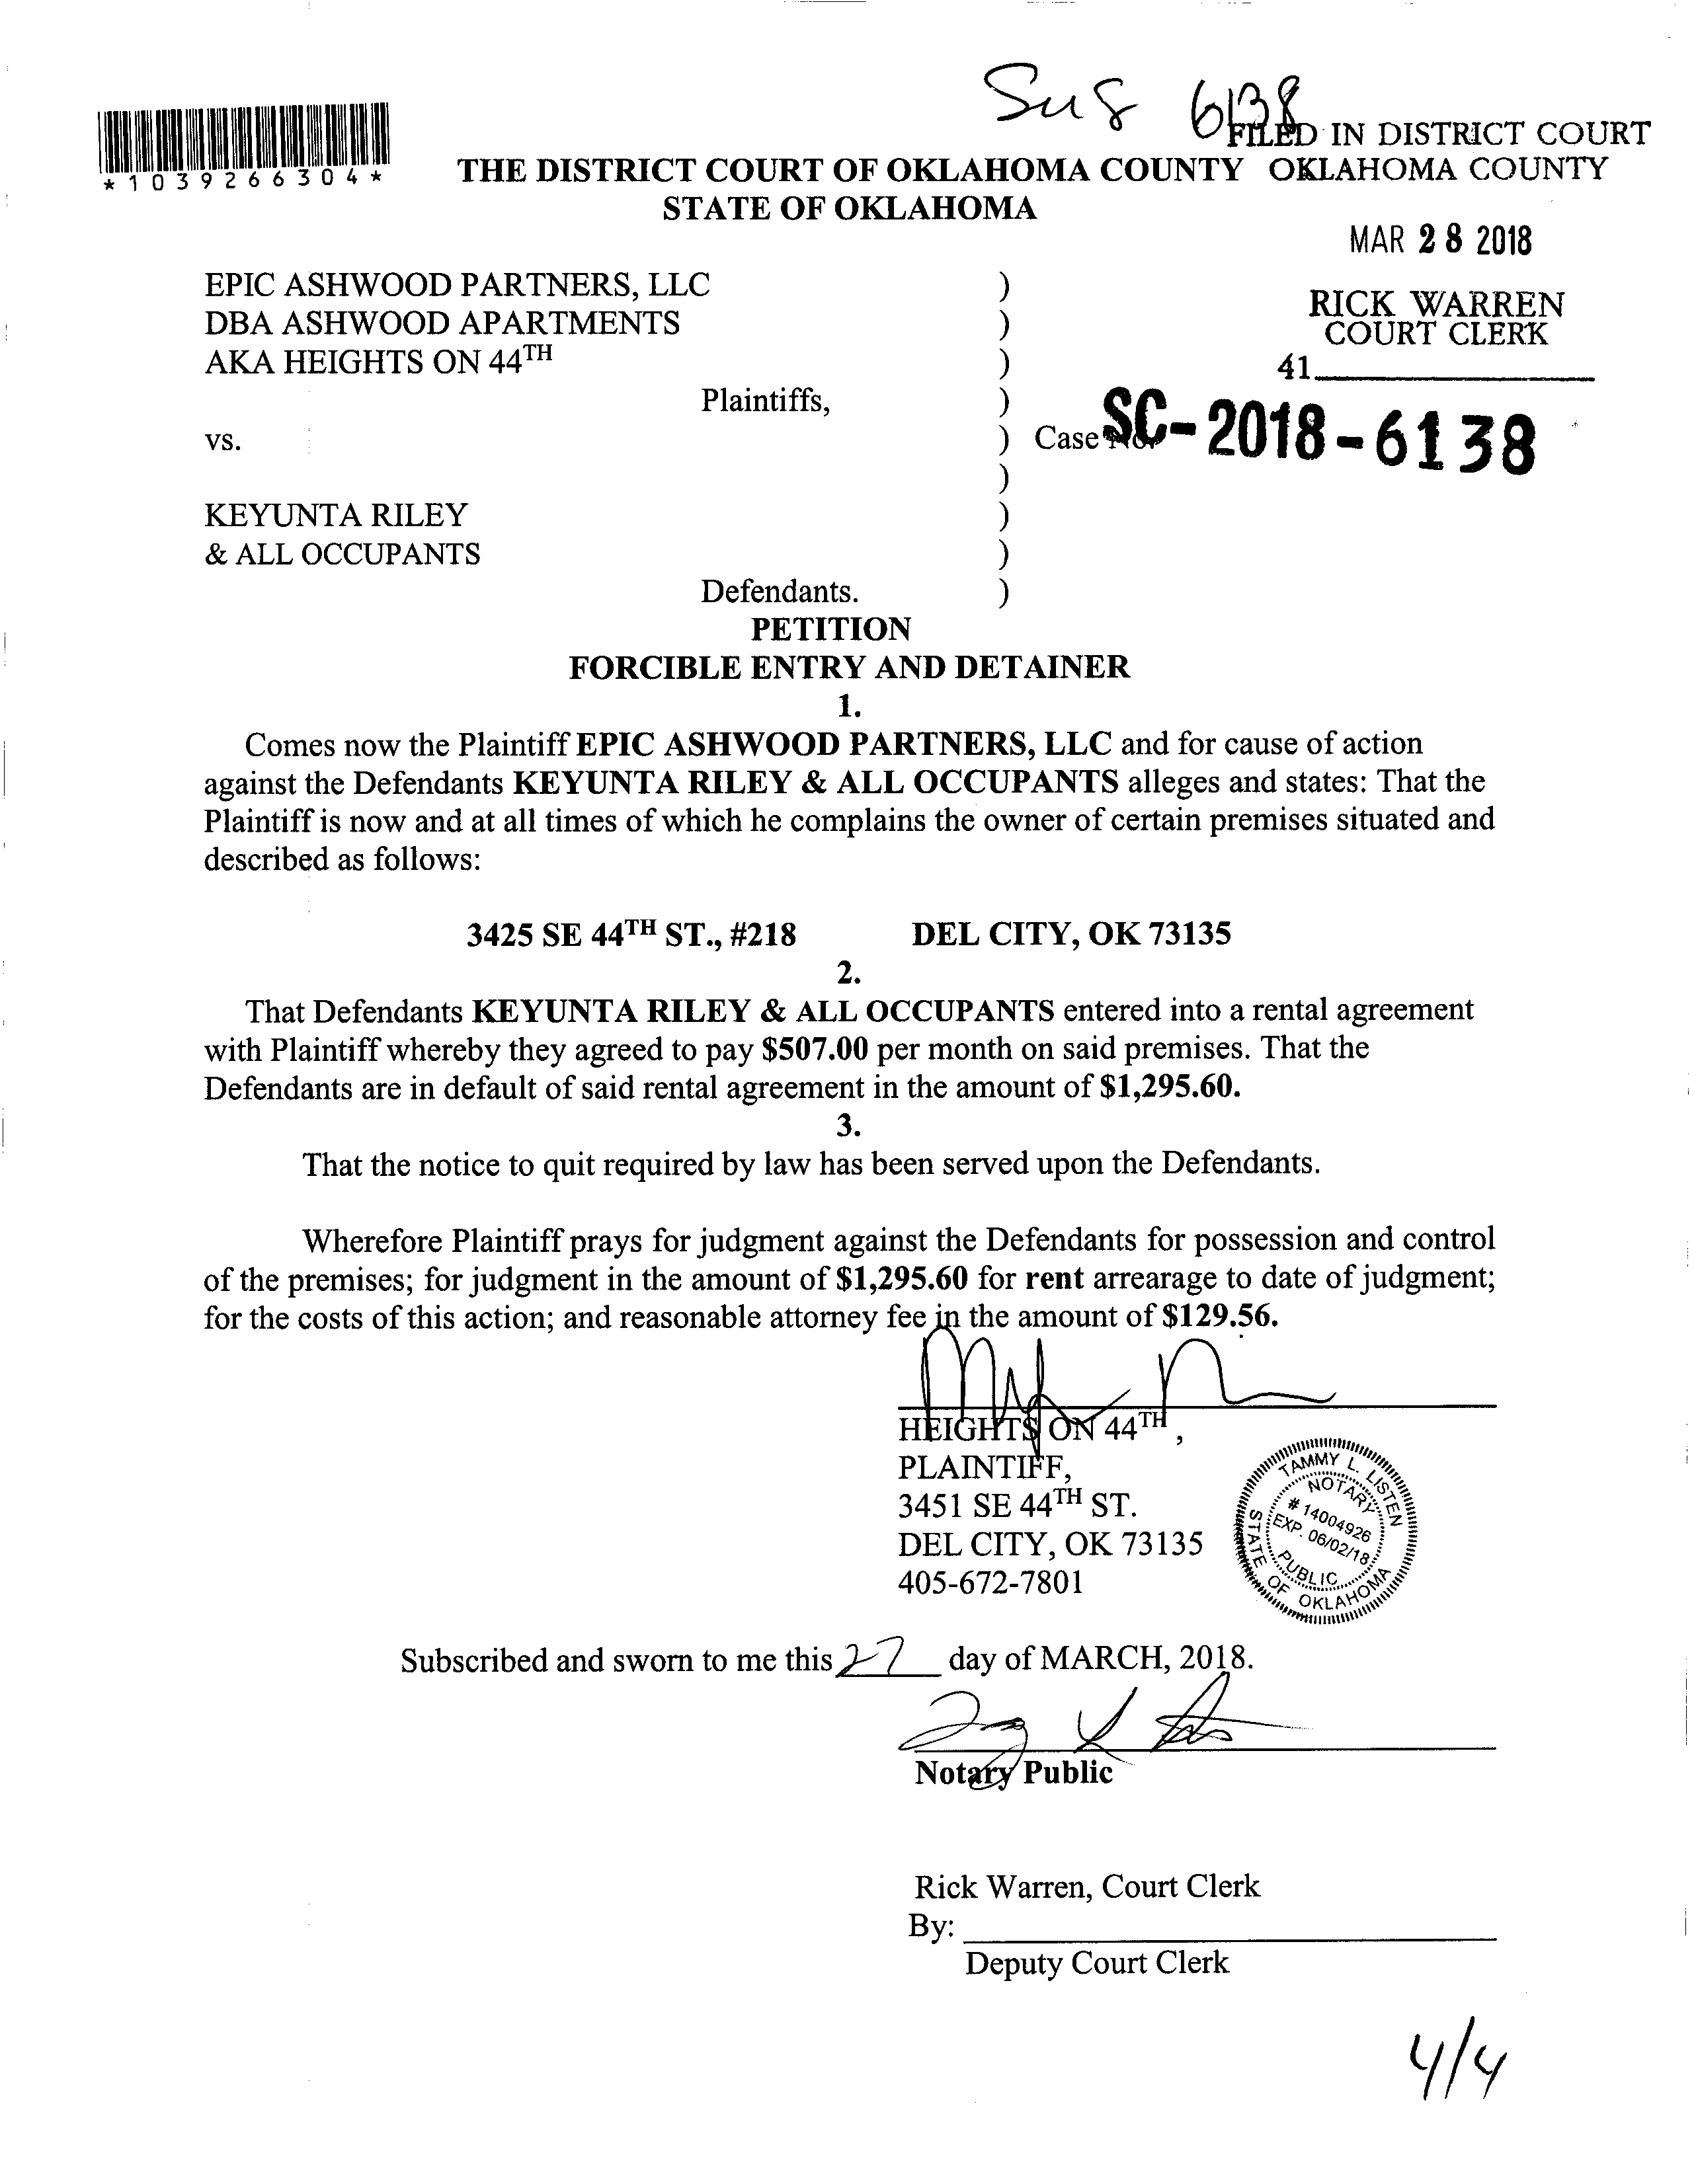 6138
FILED IN DISTRICT COURT
OKLAHOMA COUNTY
*1039266304*
THE DISTRICT COURT OF OKLAHOMA COUNTY
STATE OF OKLAHOMA
MAR 28 2018
RICK WARREN
COURT CLERK
41
EPIC ASHWOOD PARTNERS, LLC )
DBA ASHWOOD APARTMENTS )
AKA HEIGHTS ON 44TH )
Plaintiffs, )
vs. ) Case No. SC-2018-6138
)
KEYUNTA RILEY )
& ALL OCCUPANTS )
Defendants. )
PETITION
FORCIBLE ENTRY AND DETAINER
1.
Comes now the Plaintiff EPIC ASHWOOD PARTNERS, LLC and for cause of action
against the Defendants KEYUNTA RILEY & ALL OCCUPANTS alleges and states: That the
Plaintiff is now and at all times of which he complains the owner of certain premises situated and
described as follows:
3425 SE 44TH ST., #218 DEL CITY, OK 73135
2.
That Defendants KEYUNTA RILEY & ALL OCCUPANTS entered into a rental agreement
with Plaintiff whereby they agreed to pay $507.00 per month on said premises. That the
Defendants are in default of said rental agreement in the amount of $1,295.60.
3.
That the notice to quit required by law has been served upon the Defendants.
Wherefore Plaintiff prays for judgment against the Defendants for possession and control
of the premises; for judgment in the amount of $1,295.60 for rent arrearage to date of judgment;
for the costs of this action; and reasonable attorney fee in the amount of $129.56.
HEIGHTS ON 44TH,
PLAINTIFF,
3451 SE 44TH ST.
DEL CITY, OK 73135
405-672-7801
TAMMY L. LISTEN
NOTARY
# 14004926
EXP. 06/02/18
PUBLIC
STATE OF OKLAHOMA
Subscribed and sworn to me this 27 day of MARCH, 2018.
Notary Public
Rick Warren, Court Clerk
By:
Deputy Court Clerk
4/4